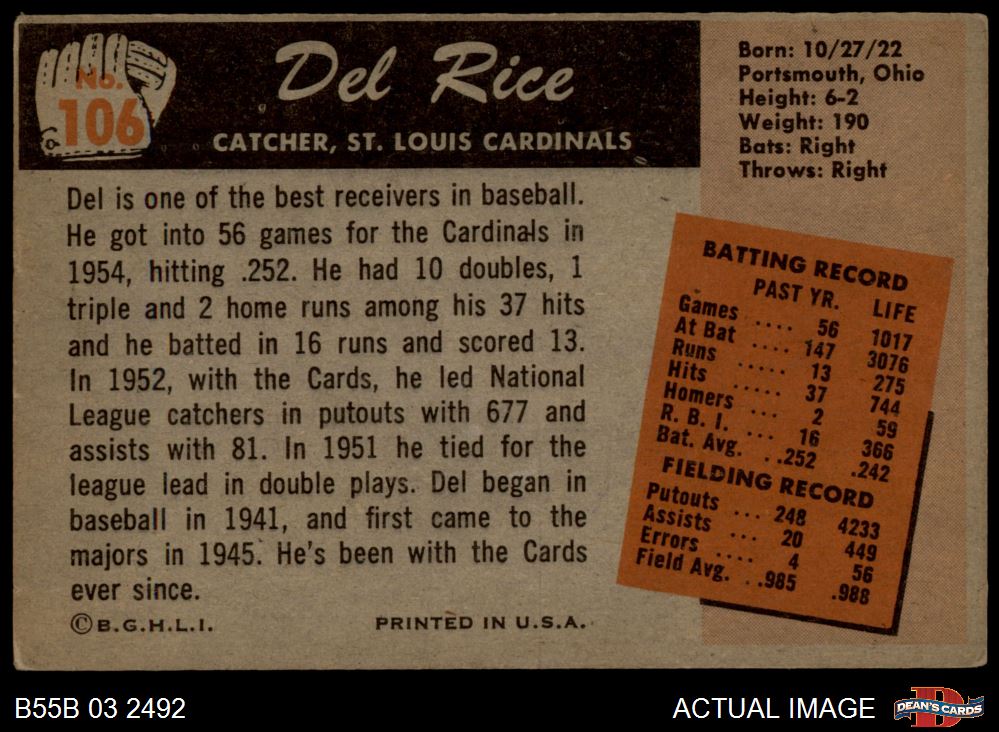 No.
106
Del Rice
CATCHER, ST. LOUIS CARDINALS
Born: 10/27/22
Portsmouth, Ohio
Height: 6-2
Weight: 190
Bats: Right
Throws: Right
Del is one of the best receivers in baseball.
He got into 56 games for the Cardinals in
1954, hitting .252. He had 10 doubles, 1
triple and 2 home runs among his 37 hits
and he batted in 16 runs and scored 13.
In 1952, with the Cards, he led National
League catchers in putouts with 677 and
assists with 81. In 1951 he tied for the
league lead in double plays. Del began in
baseball in 1941, and first came to the
majors in 1945. He's been with the Cards
ever since.
©B.G.H.L.I. PRINTED IN U.S.A.
BATTING RECORD
PAST YR. LIFE
Games .... 56 1017
At Bat .... 147 3076
Runs ..... 13 275
Hits ..... 37 744
Homers ... 2 59
R. B. I. ... 16 366
Bat. Avg. ..252 .242
FIELDING RECORD
Putouts ... 248 4233
Assists ... 20 449
Errors .... 4 56
Field Avg. ..985 .988
B55B 03 2492 ACTUAL IMAGE DEAN'S CARDS